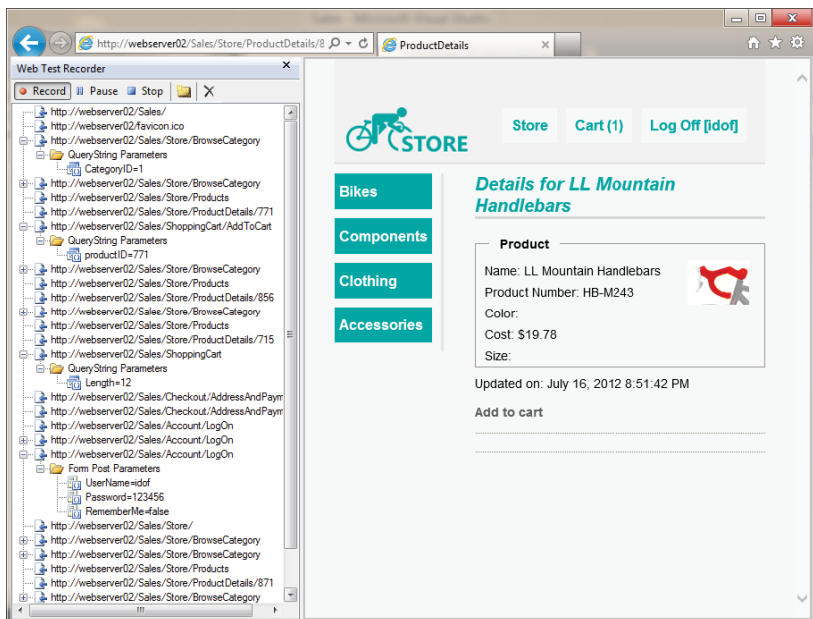 Sales - Microsoft Visual Studio
http://webserver02/Sales/Store/ProductDetails/8
ProductDetails
Web Test Recorder
Record Pause Stop
http://webserver02/Sales/
http://webserver02/favicon.ico
http://webserver02/Sales/Store/BrowseCategory
QueryString Parameters
CategoryID=1
http://webserver02/Sales/Store/BrowseCategory
http://webserver02/Sales/Store/Products
http://webserver02/Sales/Store/ProductDetails/771
http://webserver02/Sales/ShoppingCart/AddToCart
QueryString Parameters
productID=771
http://webserver02/Sales/Store/BrowseCategory
http://webserver02/Sales/Store/Products
http://webserver02/Sales/Store/ProductDetails/856
http://webserver02/Sales/Store/BrowseCategory
http://webserver02/Sales/Store/Products
http://webserver02/Sales/Store/ProductDetails/715
http://webserver02/Sales/ShoppingCart
QueryString Parameters
Length=12
http://webserver02/Sales/Checkout/AddressAndPaym
http://webserver02/Sales/Checkout/AddressAndPaym
http://webserver02/Sales/Account/LogOn
http://webserver02/Sales/Account/LogOn
http://webserver02/Sales/Account/LogOn
Form Post Parameters
UserName=idof
Password=123456
RememberMe=false
http://webserver02/Sales/Store/
http://webserver02/Sales/Store/BrowseCategory
http://webserver02/Sales/Store/BrowseCategory
http://webserver02/Sales/Store/Products
http://webserver02/Sales/Store/ProductDetails/871
http://webserver02/Sales/Store/BrowseCategory
STORE
Store Cart (1) Log Off [idof]
Bikes
Components
Clothing
Accessories
Details for LL Mountain
Handlebars
Product
Name: LL Mountain Handlebars
Product Number: HB-M243
Color:
Cost: $19.78
Size:
Updated on: July 16, 2012 8:51:42 PM
Add to cart